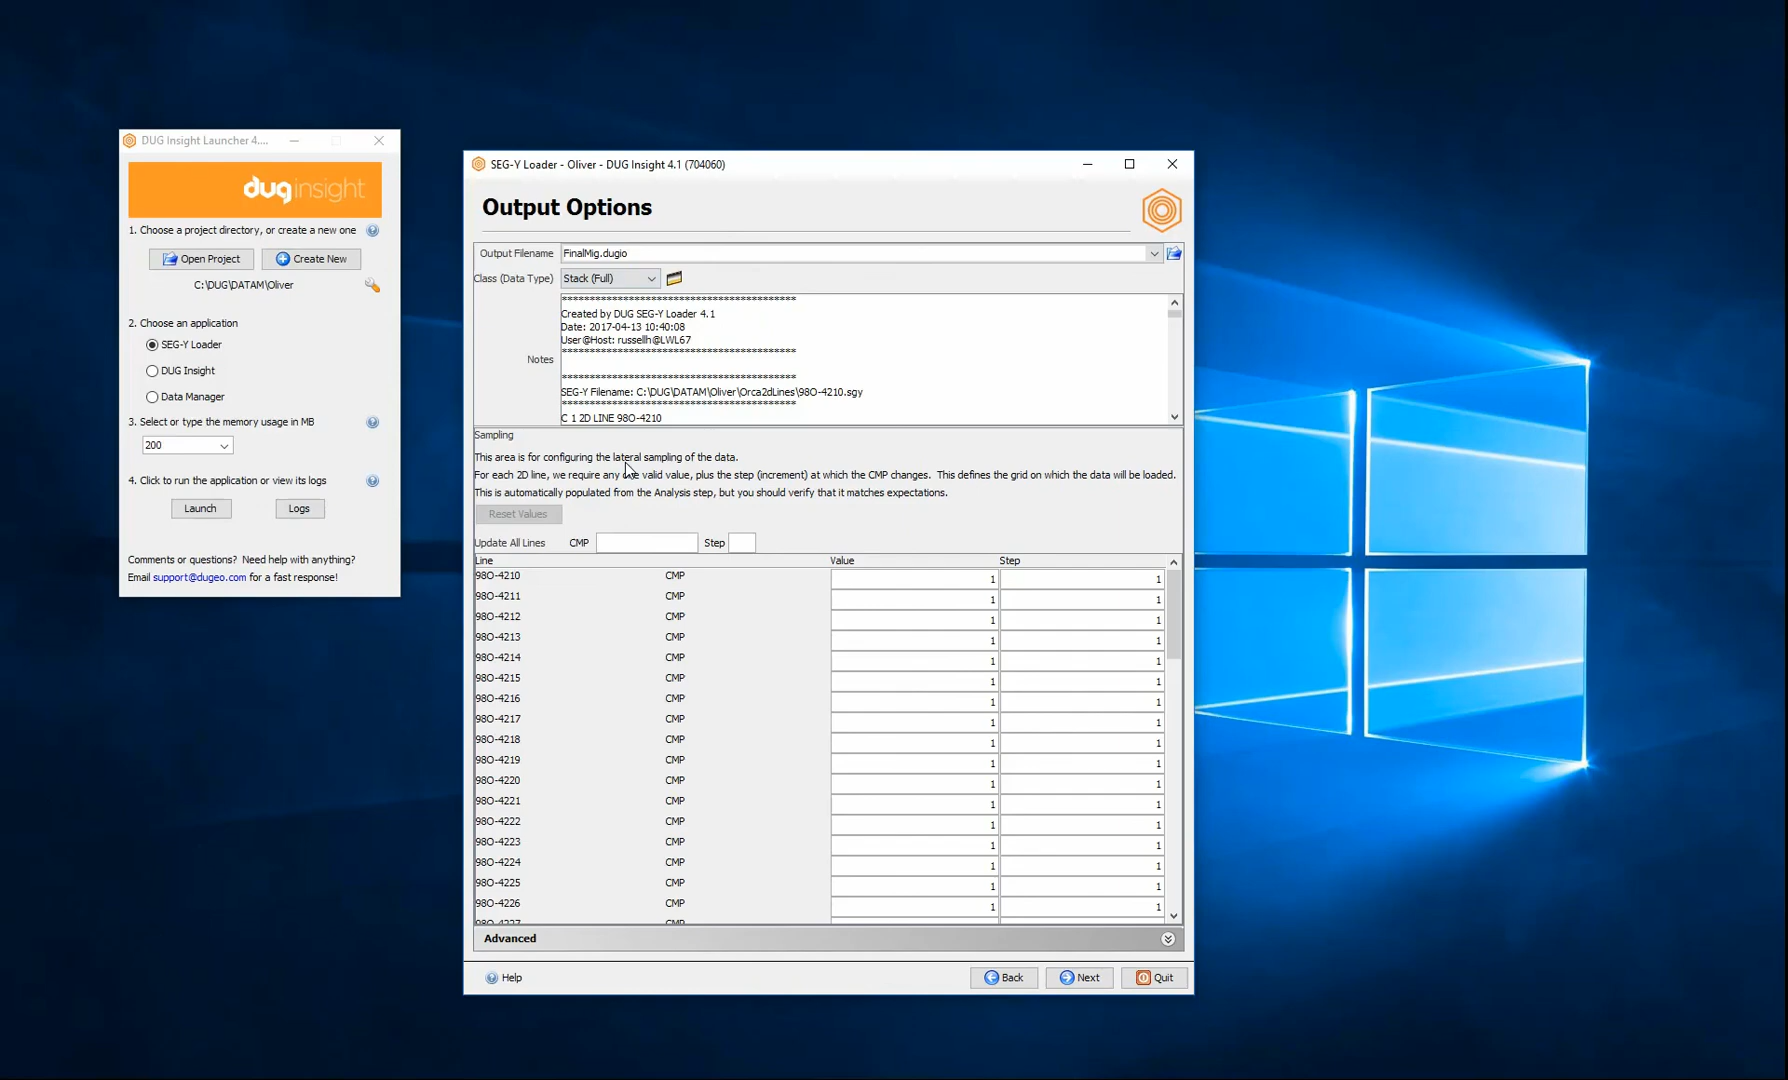 DUG Insight Launcher 4....
duginsight
1. Choose a project directory, or create a new one
Open Project
Create New
C:\DUG\DATAM\Oliver
2. Choose an application
SEG-Y Loader
DUG Insight
Data Manager
3. Select or type the memory usage in MB
200
4. Click to run the application or view its logs
Launch
Logs
Comments or questions? Need help with anything?
Email support@dugeo.com for a fast response!
SEG-Y Loader - Oliver - DUG Insight 4.1 (704060)
Output Options
Output Filename FinalMig.dugio
Class (Data Type) Stack (Full)
Notes
******************************************
Created by DUG SEG-Y Loader 4.1
Date: 2017-04-13 10:40:08
User@Host: russellh@LWL67
******************************************
******************************************
SEG-Y Filename: C:\DUG\DATAM\Oliver\Orca2dLines\98O-4210.sgy
******************************************
C 1 2D LINE 98O-4210
Sampling
This area is for configuring the lateral sampling of the data.
For each 2D line, we require any one valid value, plus the step (increment) at which the CMP changes. This defines the grid on which the data will be loaded.
This is automatically populated from the Analysis step, but you should verify that it matches expectations.
Reset Values
Update All Lines CMP Step
Line Value Step
98O-4210 CMP 1 1
98O-4211 CMP 1 1
98O-4212 CMP 1 1
98O-4213 CMP 1 1
98O-4214 CMP 1 1
98O-4215 CMP 1 1
98O-4216 CMP 1 1
98O-4217 CMP 1 1
98O-4218 CMP 1 1
98O-4219 CMP 1 1
98O-4220 CMP 1 1
98O-4221 CMP 1 1
98O-4222 CMP 1 1
98O-4223 CMP 1 1
98O-4224 CMP 1 1
98O-4225 CMP 1 1
98O-4226 CMP 1 1
98O-4227 CMP
Advanced
Help
Back
Next
Quit